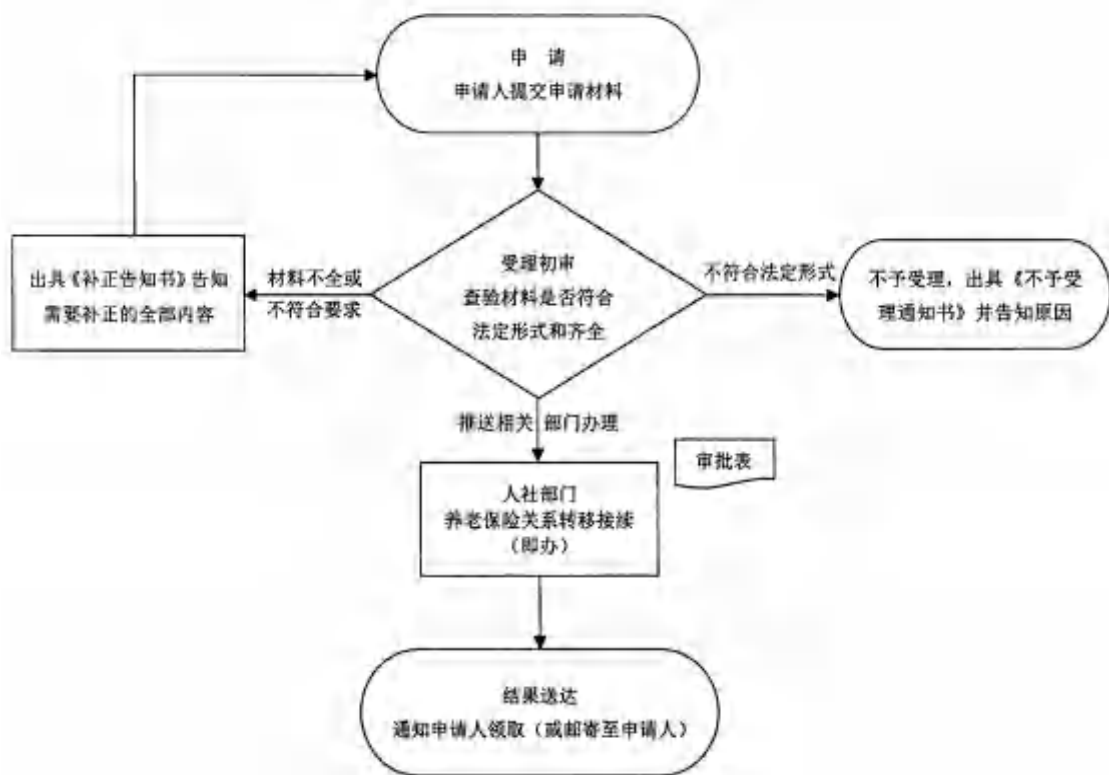 申 请
申请人提交申请材料
出具《补正告知书》告知
需要补正的全部内容
材料不全或
不符合要求
受理初审
查验材料是否符合
法定形式和齐全
不符合法定形式
不予受理，出具《不予受
理通知书》并告知原因
推送相关 部门办理
审批表
人社部门
养老保险关系转移接续
（即办）
结果送达
通知申请人领取（或邮寄至申请人）